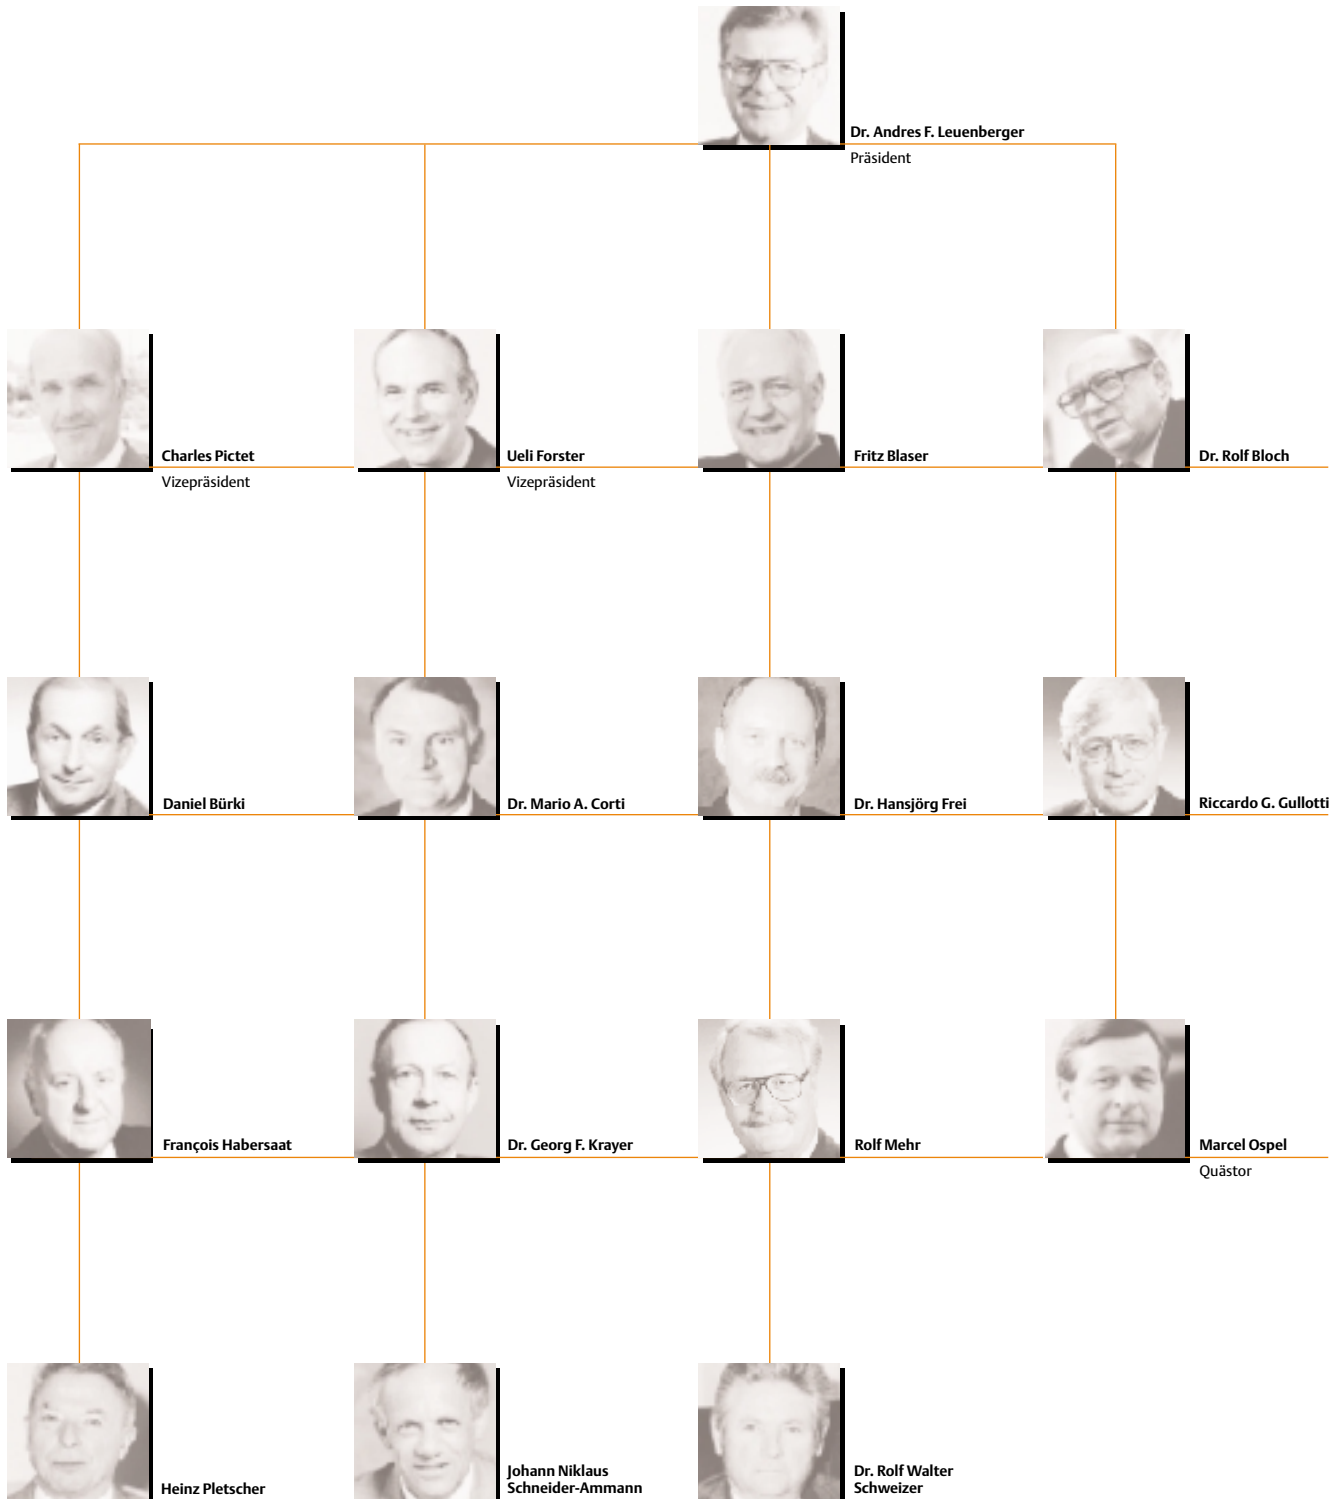 Dr. Andres F. Leuenberger
Präsident
Charles Pictet
Vizepräsident
Ueli Forster
Vizepräsident
Fritz Blaser
Dr. Rolf Bloch
Daniel Bürki
Dr. Mario A. Corti
Dr. Hansjörg Frei
Riccardo G. Gullotti
François Habersaat
Dr. Georg F. Krayer
Rolf Mehr
Marcel Ospel
Quästor
Heinz Pletscher
Johann Niklaus
Schneider-Ammann
Dr. Rolf Walter
Schweizer